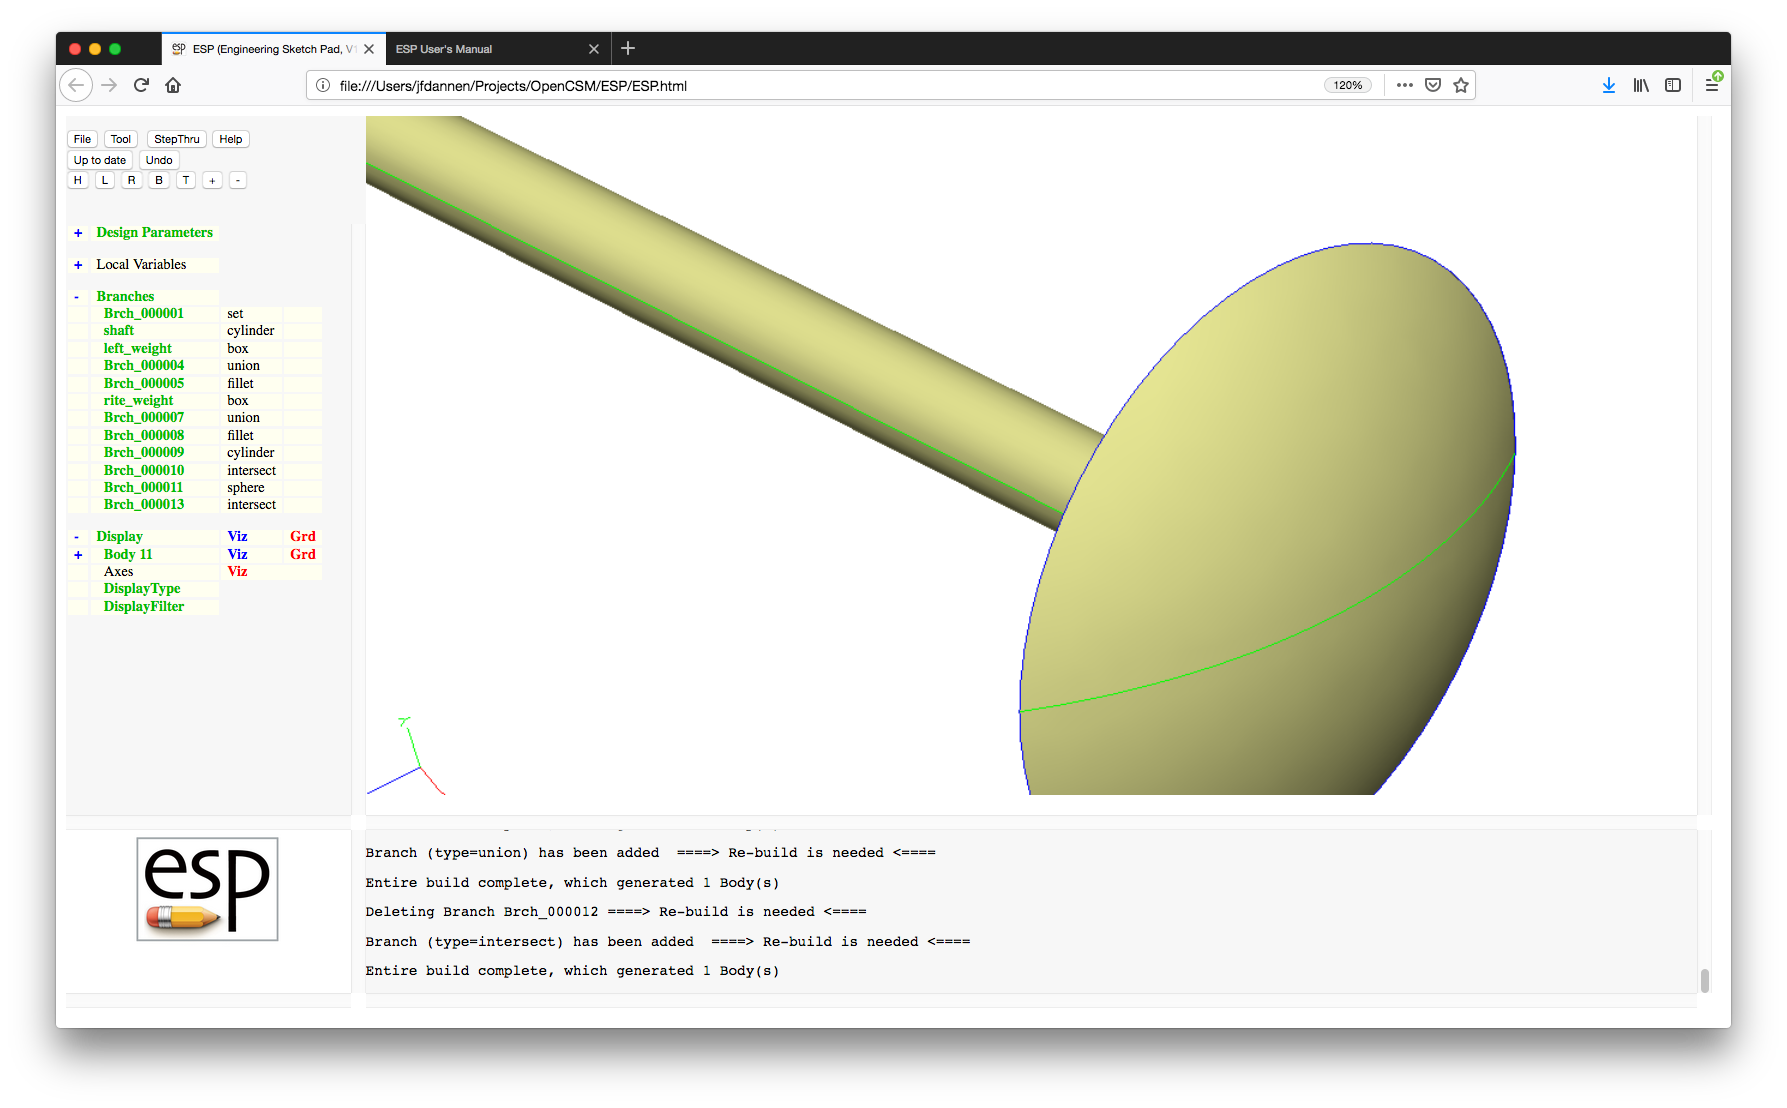 ESP (Engineering Sketch Pad, V1
ESP User's Manual
file:///Users/jfdannen/Projects/OpenCSM/ESP/ESP.html
120%
File Tool StepThru Help
Up to date Undo
H L R B T + -
+ Design Parameters
+ Local Variables
- Branches
Brch_000001 set
shaft cylinder
left_weight box
Brch_000004 union
Brch_000005 fillet
rite_weight box
Brch_000007 union
Brch_000008 fillet
Brch_000009 cylinder
Brch_000010 intersect
Brch_000011 sphere
Brch_000013 intersect
- Display Viz Grd
+ Body 11 Viz Grd
Axes Viz
DisplayType
DisplayFilter
Y
esp
Branch (type=union) has been added ====> Re-build is needed <====
Entire build complete, which generated 1 Body(s)
Deleting Branch Brch_000012 ====> Re-build is needed <====
Branch (type=intersect) has been added ====> Re-build is needed <====
Entire build complete, which generated 1 Body(s)